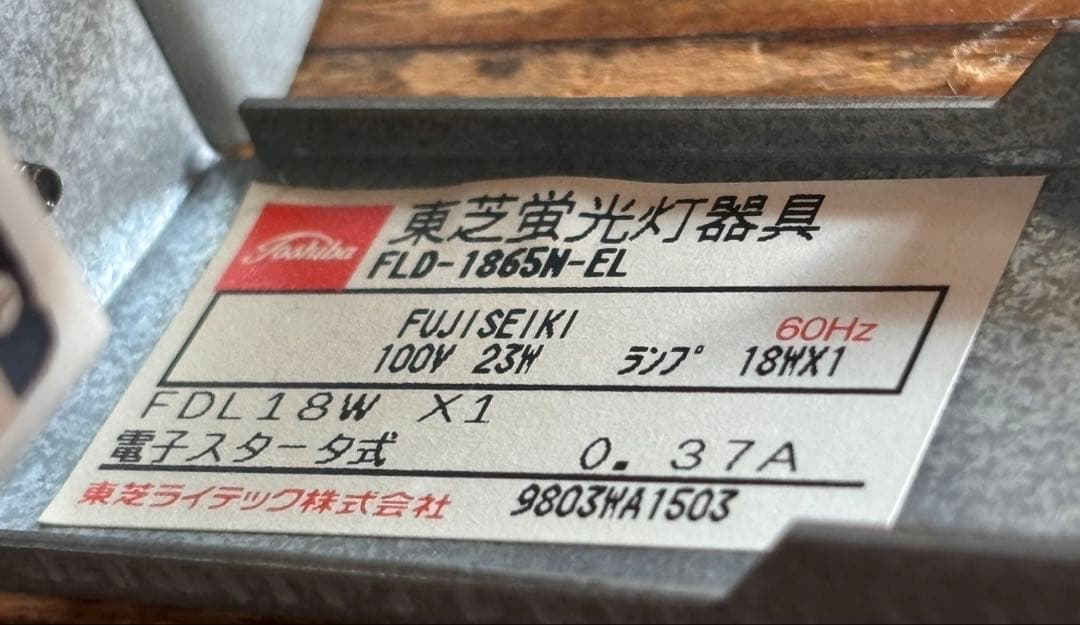 Toshiba
東芝蛍光灯器具
FLD-1865M-EL
FUJISEIKI 60Hz
100V 23W ランプ 18WX1
FDL18W X1
電子スタータ式 0.37A
東芝ライテック株式会社 9803WA1503